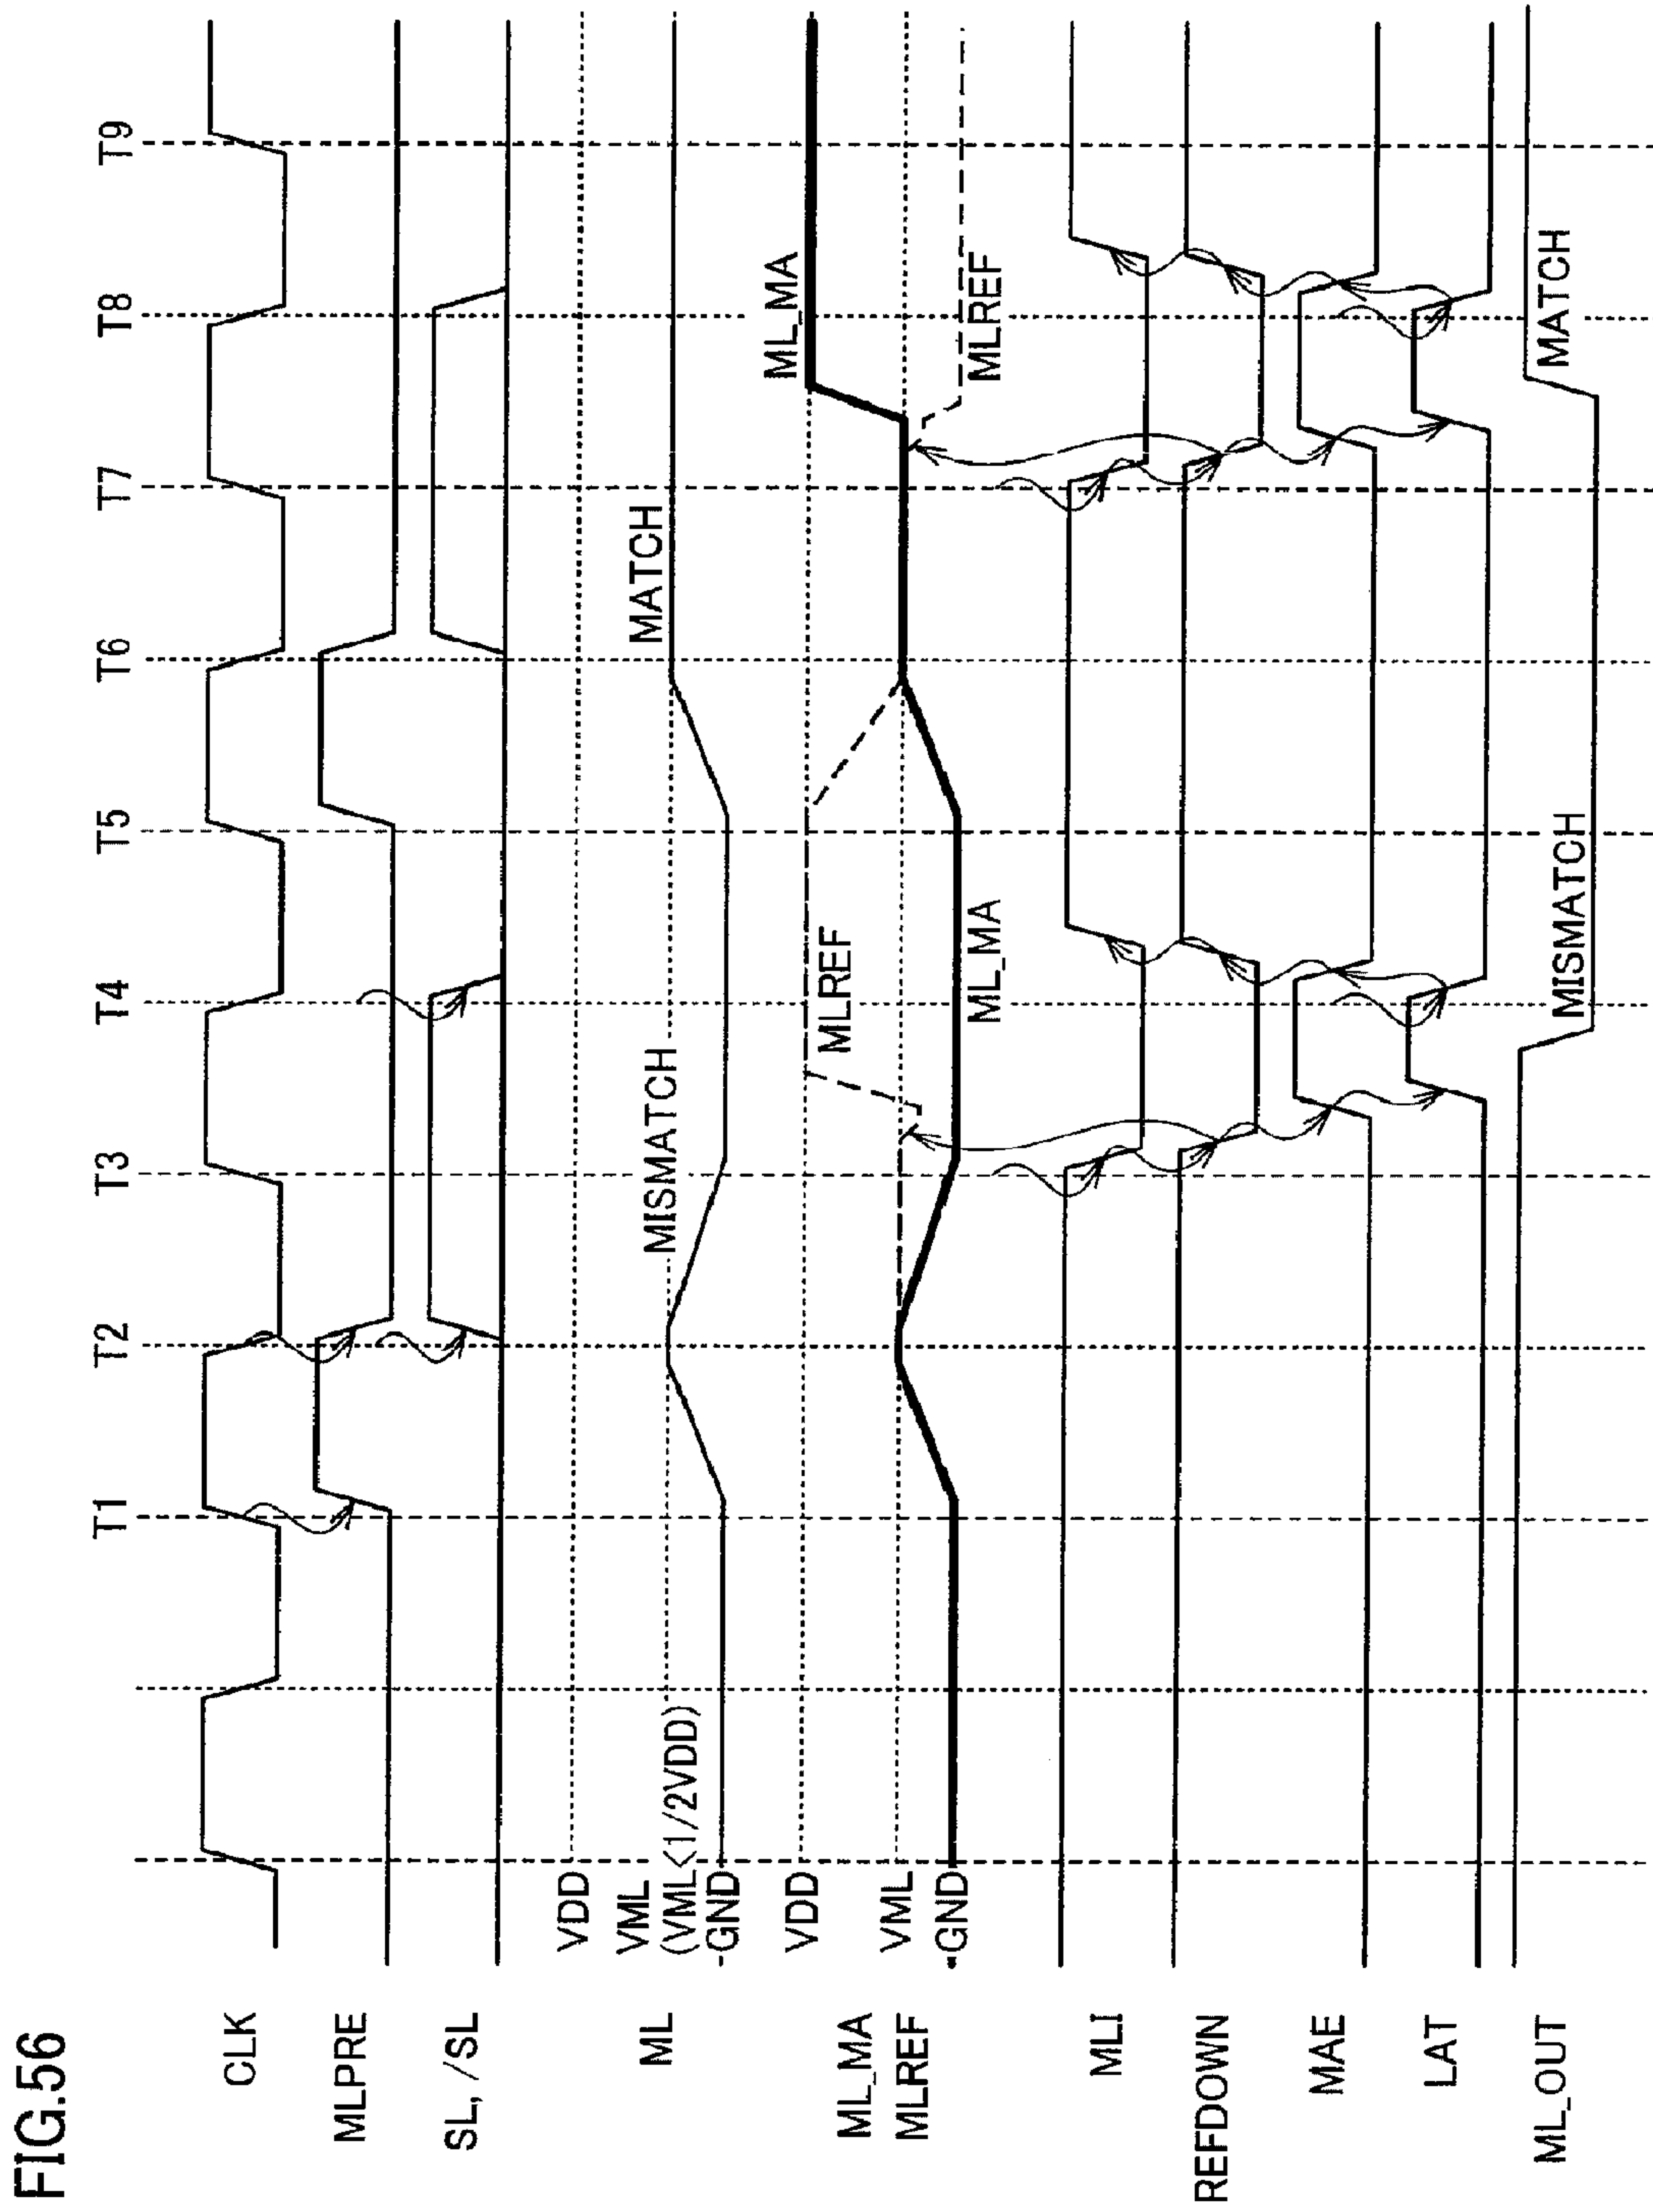 FIG.56
T1 T2 T3 T4 T5 T6 T7 T8 T9
CLK
MLPRE
SL, /SL
VDD
VML
(VML<1/2VDD)
GND
ML
MISMATCH
MATCH
VDD
VML
GND
ML_MA
MLREF
MLREF
ML_MA
ML_MA
MLREF
MLI
REFDOWN
MAE
LAT
ML_OUT
MISMATCH
MATCH